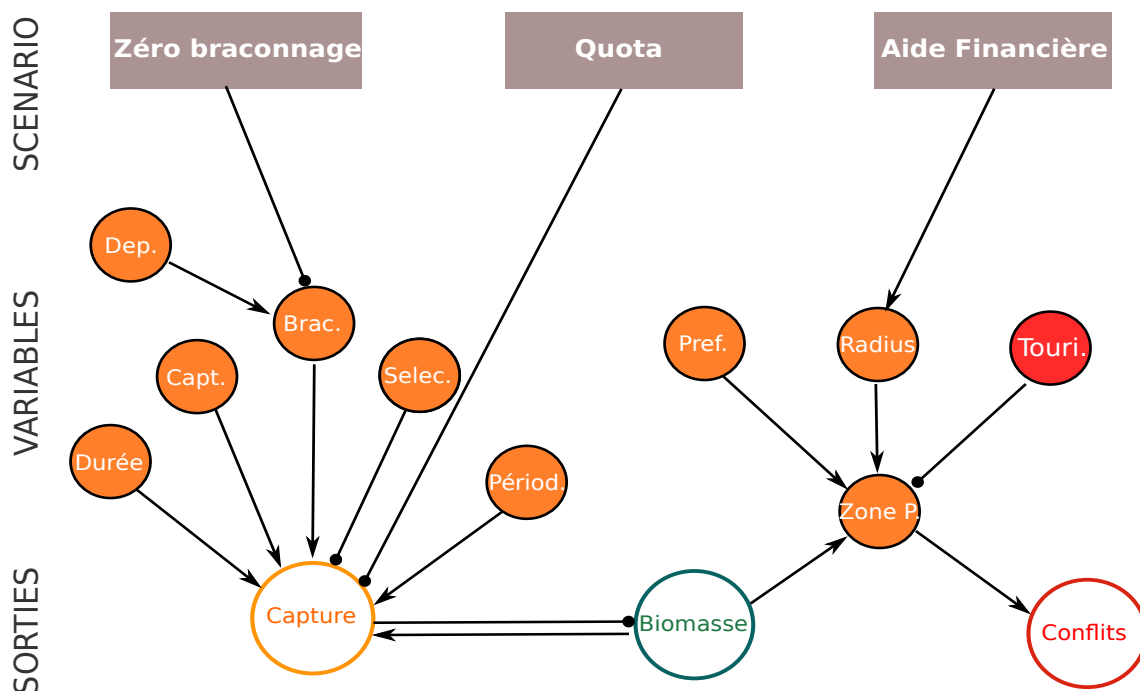 SCENARIO
Zéro braconnage
Quota
Aide Financière
VARIABLES
Dep.
Brac.
Capt.
Selec.
Durée
Périod.
Pref.
Radius
Touri.
Zone P.
SORTIES
Capture
Biomasse
Conflits